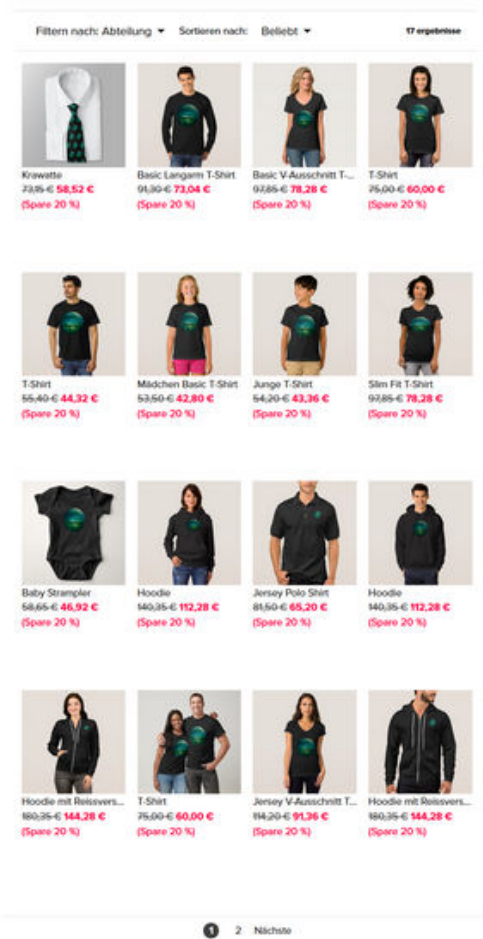 Filtern nach: Abteilung Sortieren nach: Beliebt 17 ergebnisse
Krawatte
73,15 € 58,52 €
(Spare 20 %)
Basic Langarm T-Shirt
91,30 € 73,04 €
(Spare 20 %)
Basic V-Ausschnitt T-...
97,85 € 78,28 €
(Spare 20 %)
T-Shirt
75,00 € 60,00 €
(Spare 20 %)
T-Shirt
55,40 € 44,32 €
(Spare 20 %)
Mädchen Basic T-Shirt
53,50 € 42,80 €
(Spare 20 %)
Junge T-Shirt
54,20 € 43,36 €
(Spare 20 %)
Slim Fit T-Shirt
97,85 € 78,28 €
(Spare 20 %)
Baby Strampler
58,65 € 46,92 €
(Spare 20 %)
Hoodie
140,35 € 112,28 €
(Spare 20 %)
Jersey Polo Shirt
81,50 € 65,20 €
(Spare 20 %)
Hoodie
140,35 € 112,28 €
(Spare 20 %)
Hoodie mit Reissvers...
180,35 € 144,28 €
(Spare 20 %)
T-Shirt
75,00 € 60,00 €
(Spare 20 %)
Jersey V-Ausschnitt T...
114,20 € 91,36 €
(Spare 20 %)
Hoodie mit Reissvers...
180,35 € 144,28 €
(Spare 20 %)
1 2 Nächste